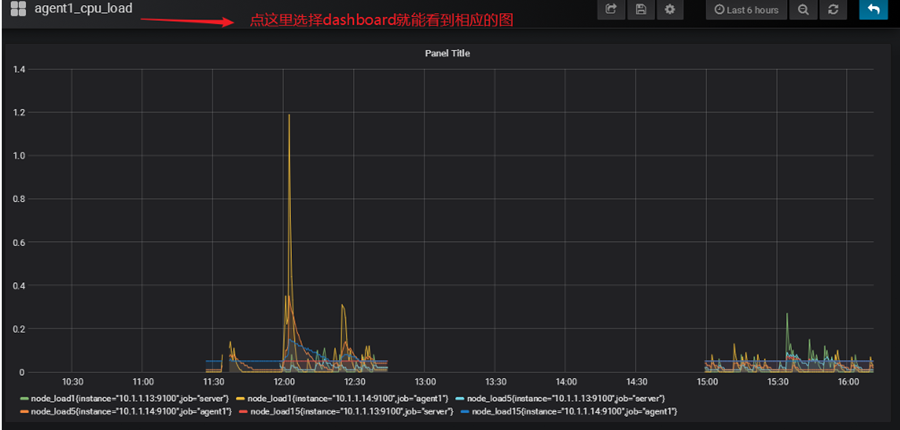 agent1_cpu_load
点这里选择dashboard就能看到相应的图
Last 6 hours
Panel Title
1.4
1.2
1.0
0.8
0.6
0.4
0.2
0
10:30 11:00 11:30 12:00 12:30 13:00 13:30 14:00 14:30 15:00 15:30 16:00
node_load1{instance="10.1.1.13:9100",job="server"} node_load1{instance="10.1.1.14:9100",job="agent1"} node_load5{instance="10.1.1.13:9100",job="server"}
node_load5{instance="10.1.1.14:9100",job="agent1"} node_load15{instance="10.1.1.13:9100",job="server"} node_load15{instance="10.1.1.14:9100",job="agent1"}